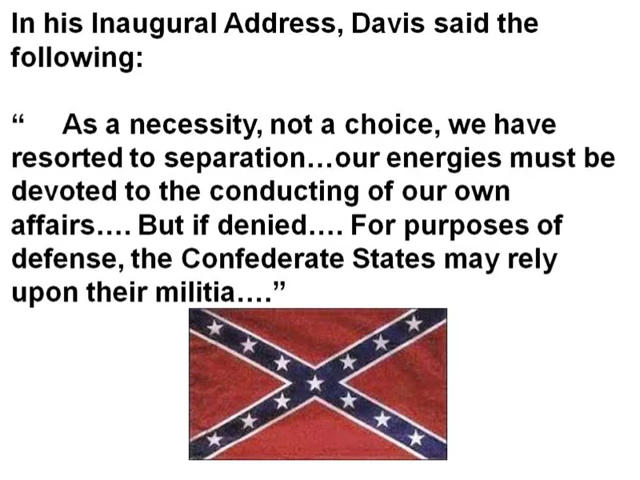 In his Inaugural Address, Davis said the
following:
“ As a necessity, not a choice, we have
resorted to separation…our energies must be
devoted to the conducting of our own
affairs…. But if denied…. For purposes of
defense, the Confederate States may rely
upon their militia….”